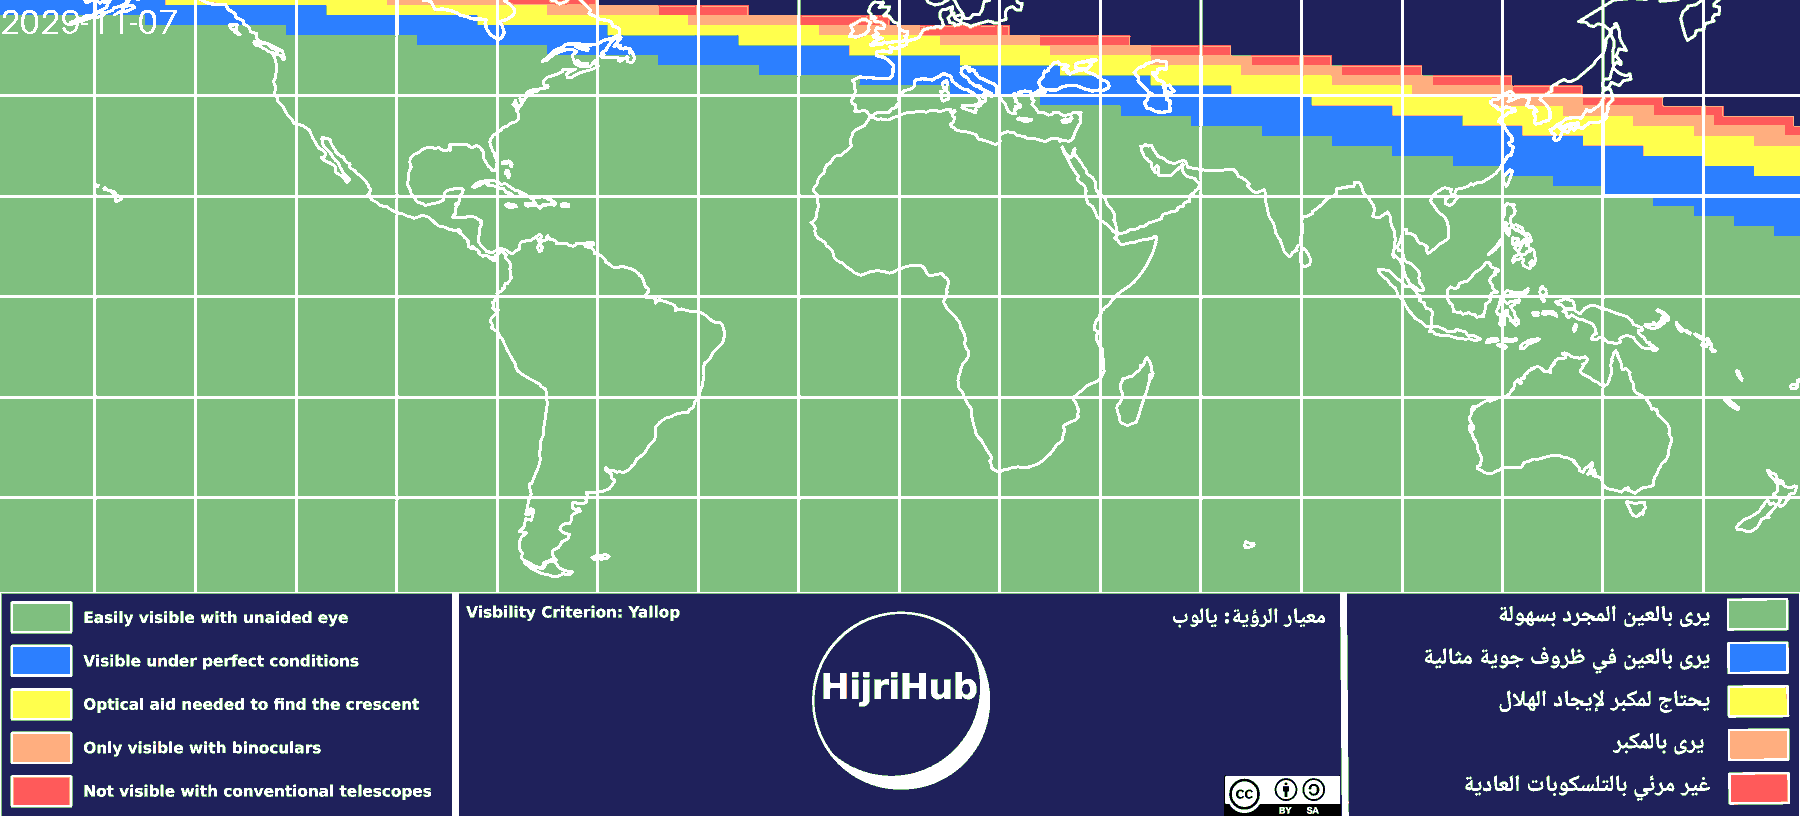 2029-11-07
Easily visible with unaided eye
Visible under perfect conditions
Optical aid needed to find the crescent
Only visible with binoculars
Not visible with conventional telescopes
Visbility Criterion: Yallop
معيار الرؤية: يالوب
HijriHub
cc
BY SA
يرى بالعين المجرد بسهولة
يرى بالعين في ظروف جوية مثالية
يحتاج لمكبر لإيجاد الهلال
يرى بالمكبر
غير مرئي بالتلسكوبات العادية